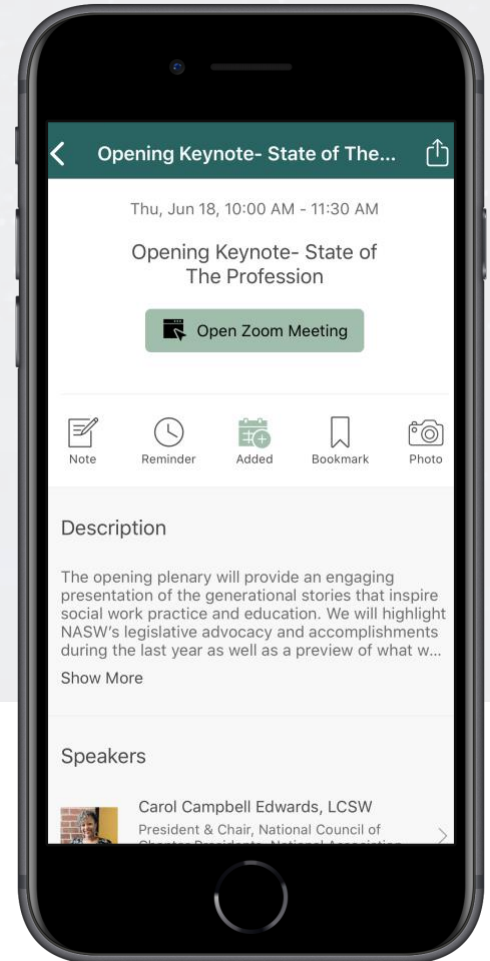 Opening Keynote- State of The...
Thu, Jun 18, 10:00 AM - 11:30 AM
Opening Keynote- State of
The Profession
Open Zoom Meeting
Note Reminder Added Bookmark Photo
Description
The opening plenary will provide an engaging
presentation of the generational stories that inspire
social work practice and education. We will highlight
NASW's legislative advocacy and accomplishments
during the last year as well as a preview of what w...
Show More
Speakers
Carol Campbell Edwards, LCSW
President & Chair, National Council of
Chapter Presidents, National Association